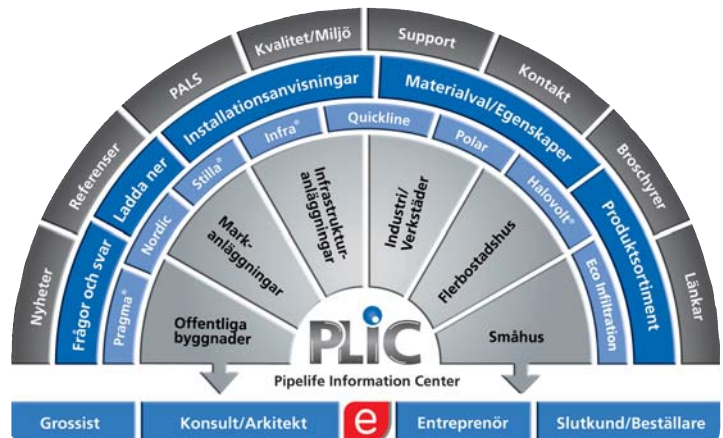 Nyheter
Referenser
PALS
Kvalitet/Miljö
Support
Kontakt
Broschyrer
Länkar
Frågor och svar
Ladda ner
Installationsanvisningar
Materialval/Egenskaper
Produktsortiment
Pragma®
Nordic
Stilla®
Infra®
Quickline
Polar
Halovolt®
Eco Infiltration
Offentliga
byggnader
Mark-
anläggningar
Infrastruktur-
anläggningar
Industri/
Verkstäder
Flerbostadshus
Småhus
PLiC
Pipelife Information Center
Grossist
Konsult/Arkitekt
e
Entreprenör
Slutkund/Beställare